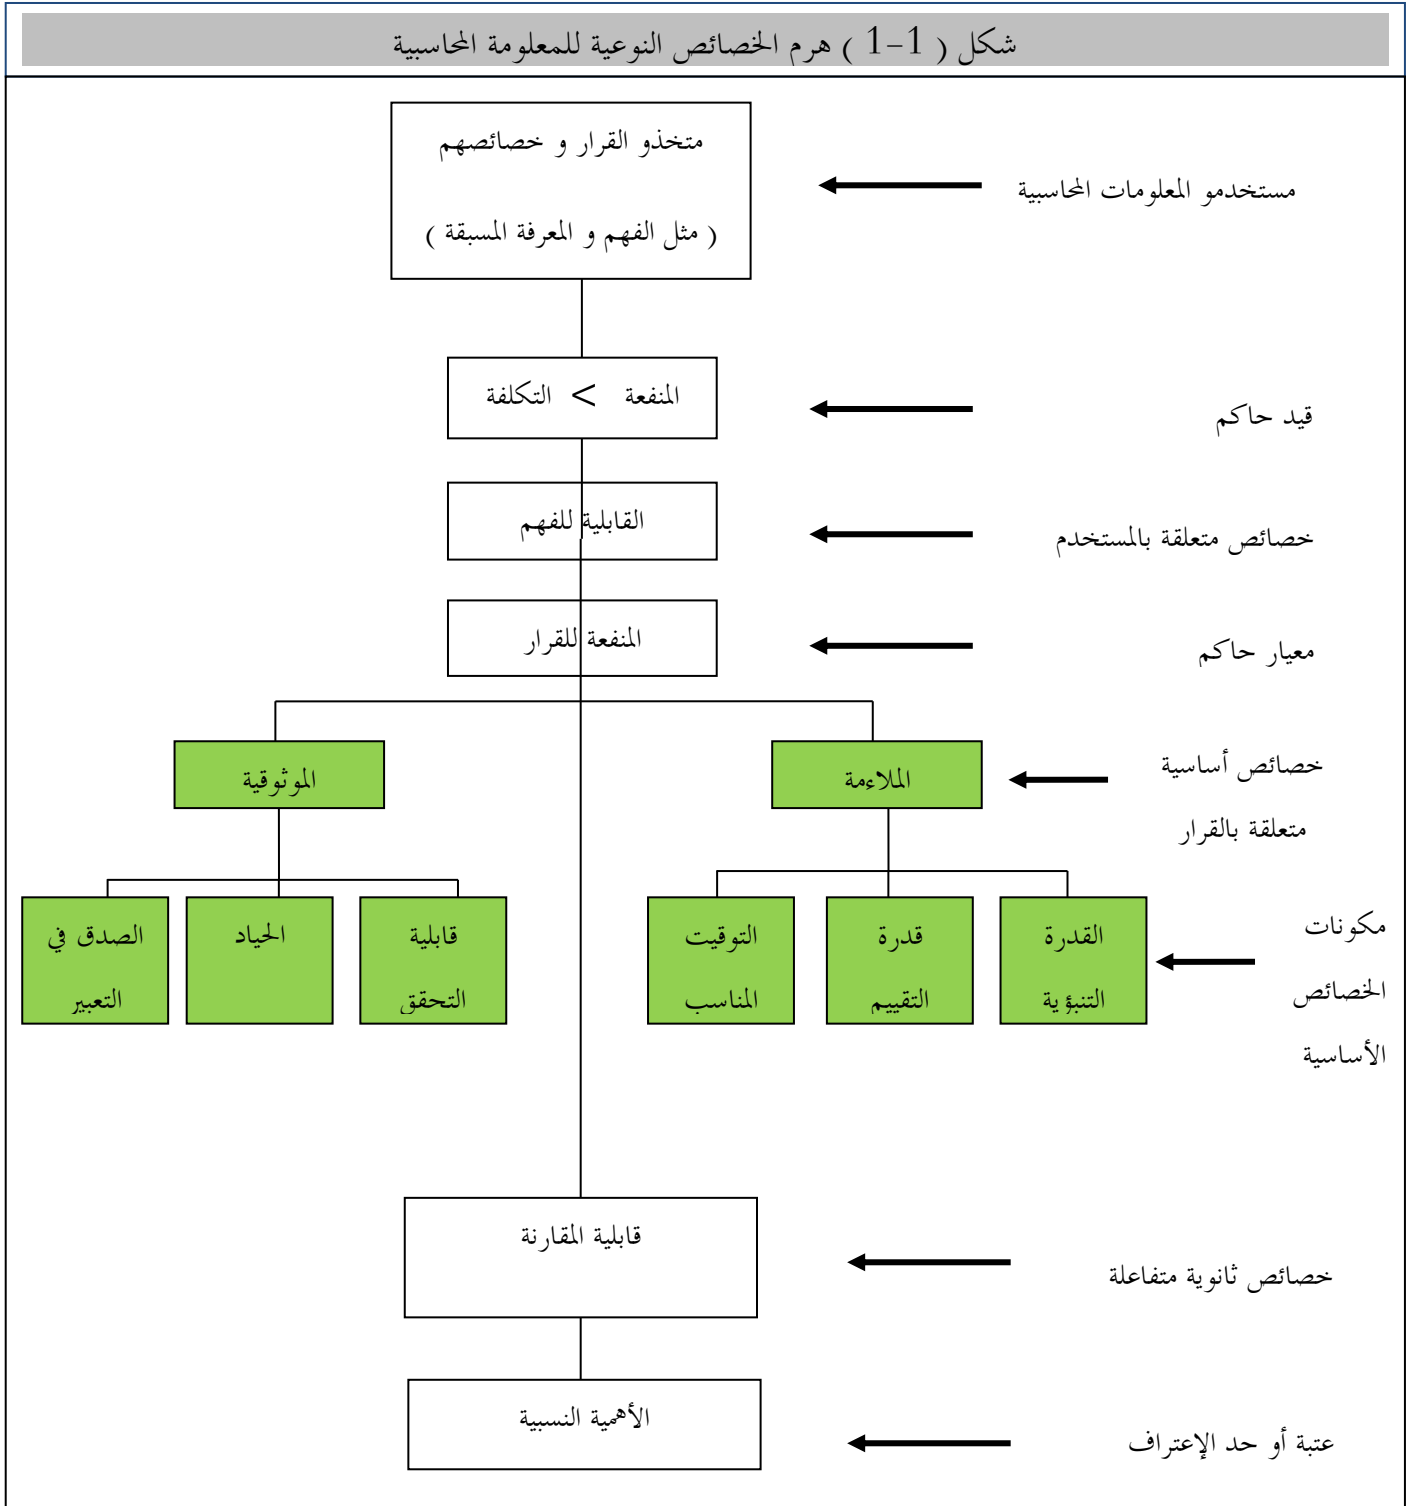 شكل ( 1-1 ) هرم الخصائص النوعية للمعلومة المحاسبية
متخذو القرار و خصائصهم
( مثل الفهم و المعرفة المسبقة )
مستخدمو المعلومات المحاسبية
المنفعة > التكلفة
قيد حاكم
القابلية للفهم
خصائص متعلقة بالمستخدم
المنفعة للقرار
معيار حاكم
خصائص أساسية
متعلقة بالقرار
الملاءمة
الموثوقية
مكونات
الخصائص
الأساسية
القدرة
التنبؤية
قدرة
التقييم
التوقيت
المناسب
قابلية
التحقق
الحياد
الصدق في
التعبير
قابلية المقارنة
خصائص ثانوية متفاعلة
الأهمية النسبية
عتبة أو حد الإعتراف